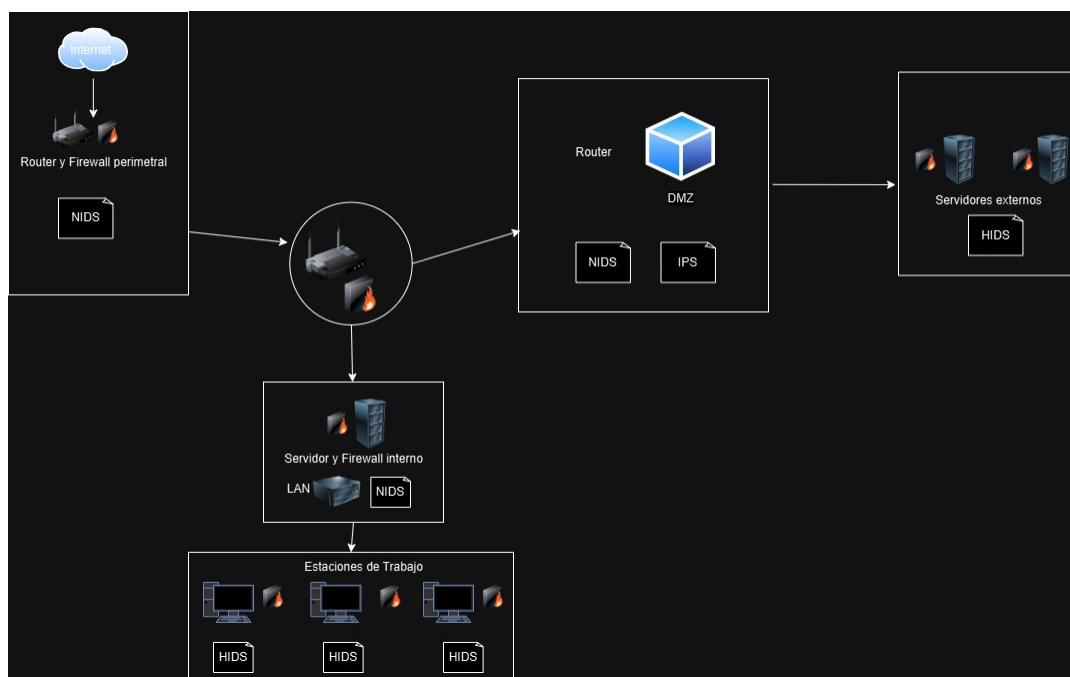 Internet
Router y Firewall perimetral
NIDS
Router
DMZ
NIDS
IPS
Servidores externos
HIDS
Servidor y Firewall interno
LAN
NIDS
Estaciones de Trabajo
HIDS
HIDS
HIDS